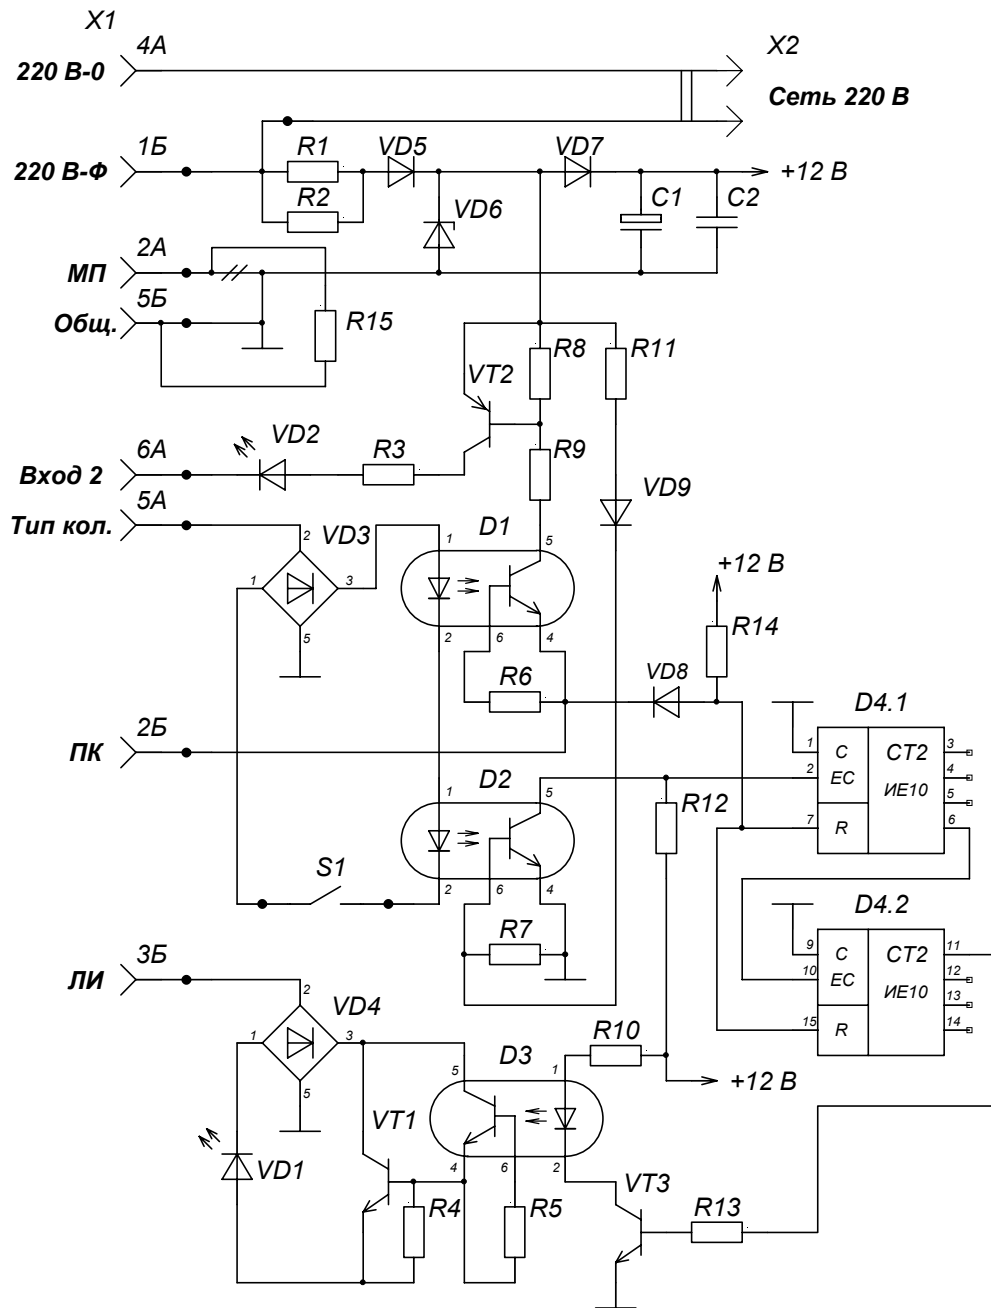 X1
4А
X2
220 В-0
Сеть 220 В
1Б
R1
VD5
VD7
220 В-Ф
+12 В
R2
VD6
C1
C2
2А
МП
5Б
Общ.
R15
R8
R11
VT2
6А
VD2
R3
R9
Вход 2
VD9
5А
Тип кол.
2
VD3
D1
1
5
1
3
+12 В
5
2
6
4
R14
R6
VD8
D4.1
2Б
ПК
1
C
CT2
3
2
EC
4
D2
1
5
R12
ИЕ10
5
7
R
6
S1
2
6
4
D4.2
R7
3Б
9
C
CT2
11
ЛИ
2
10
EC
12
VD4
ИЕ10
13
15
R
14
1
3
R10
D3
5
5
1
+12 В
VT1
4
6
2
VD1
VT3
R4
R5
R13